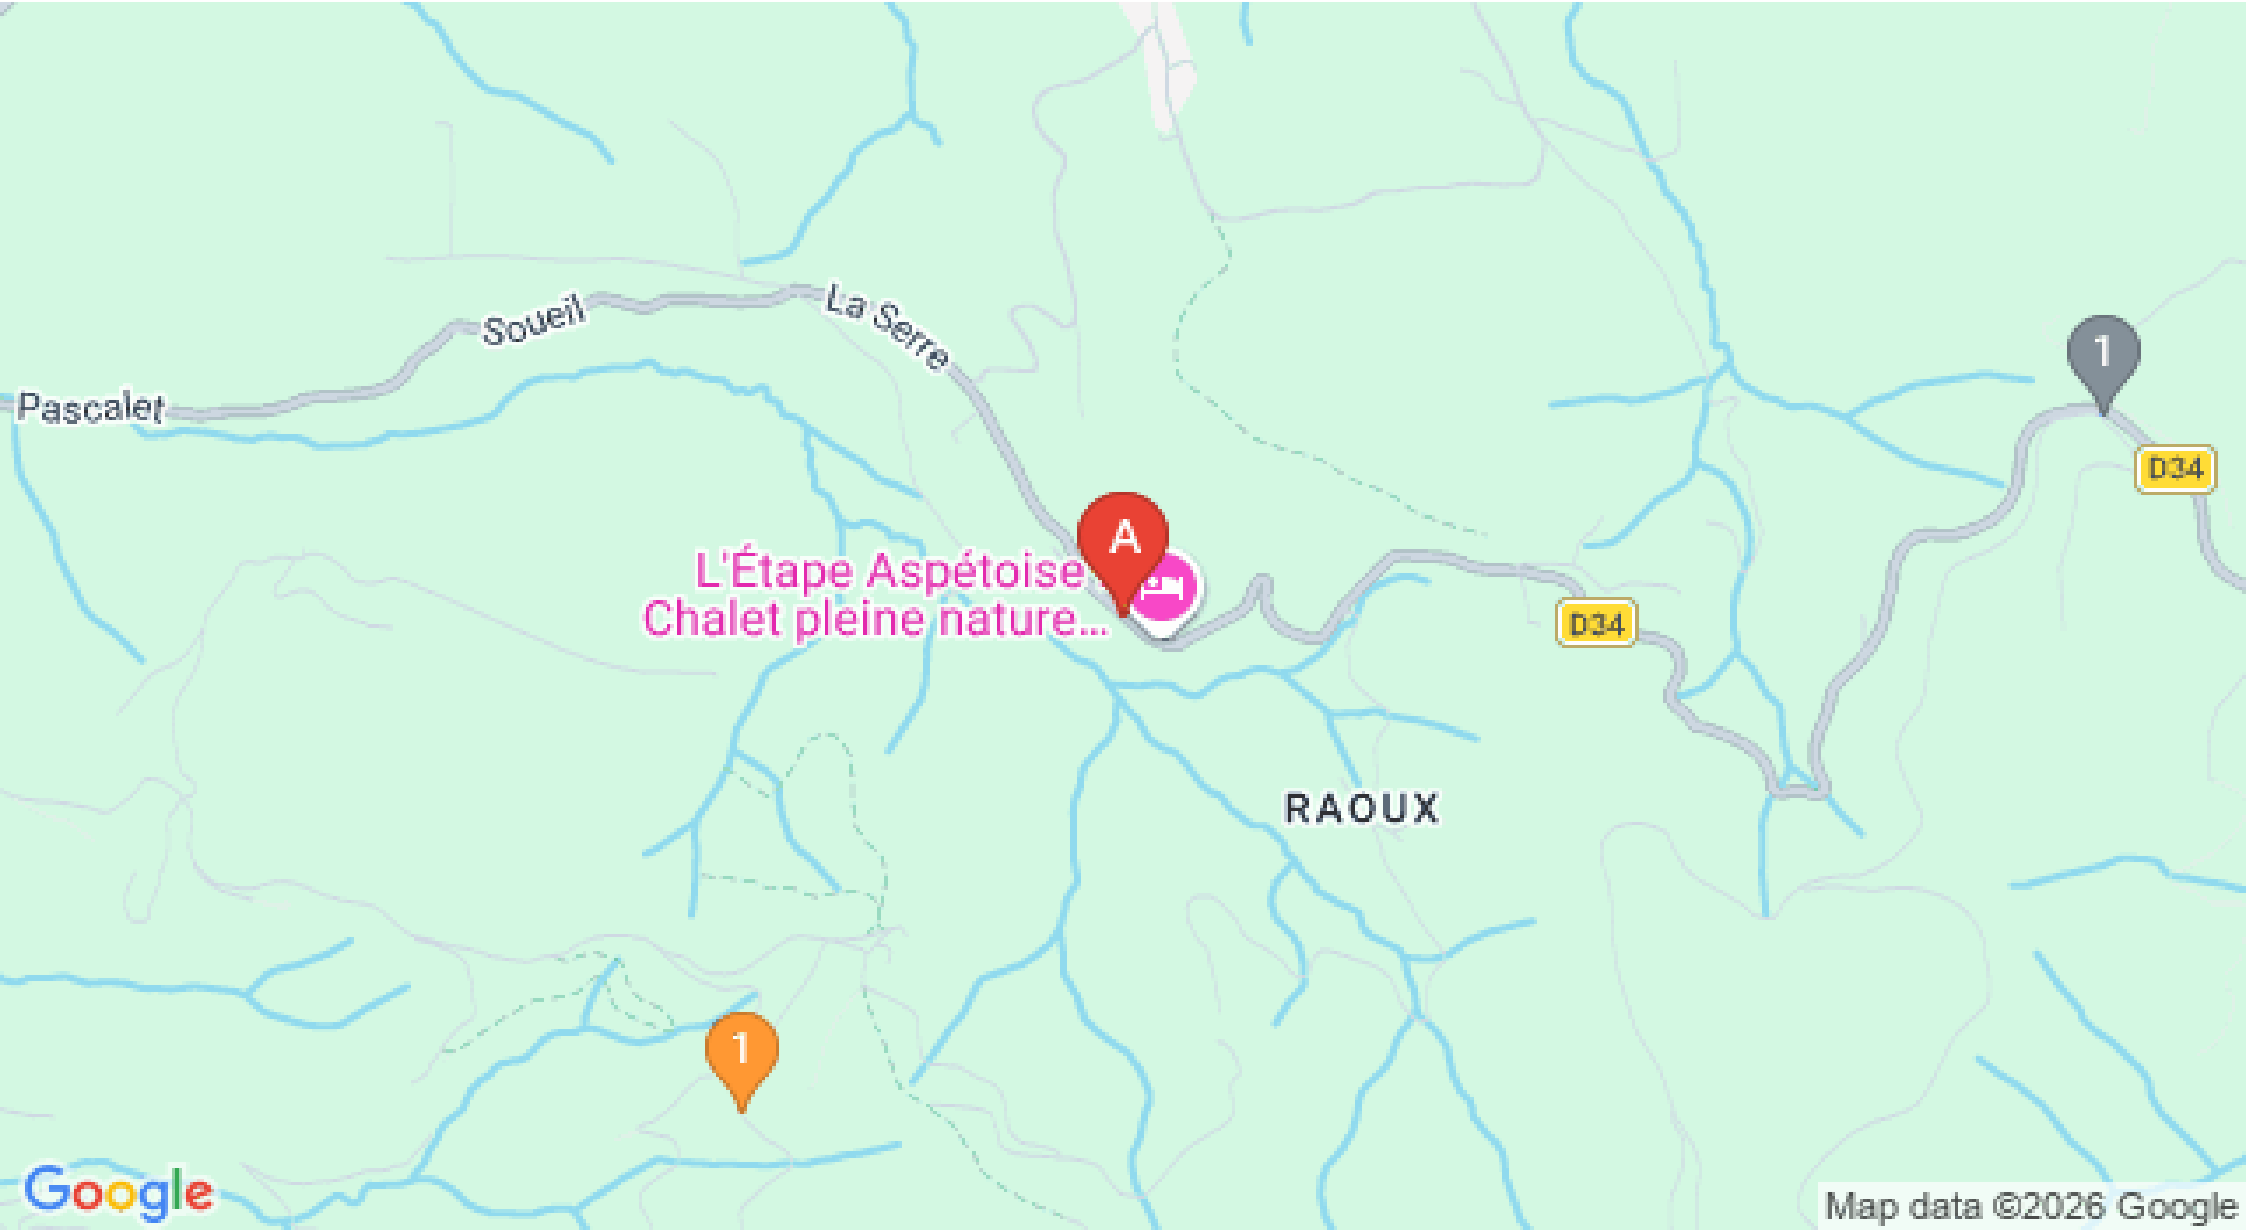 La Serre
Soueil
1
Pascalet
D34
A
L'Étape Aspétoise
Chalet pleine nature...
D34
RAOUX
1
Google
Map data ©2026 Google